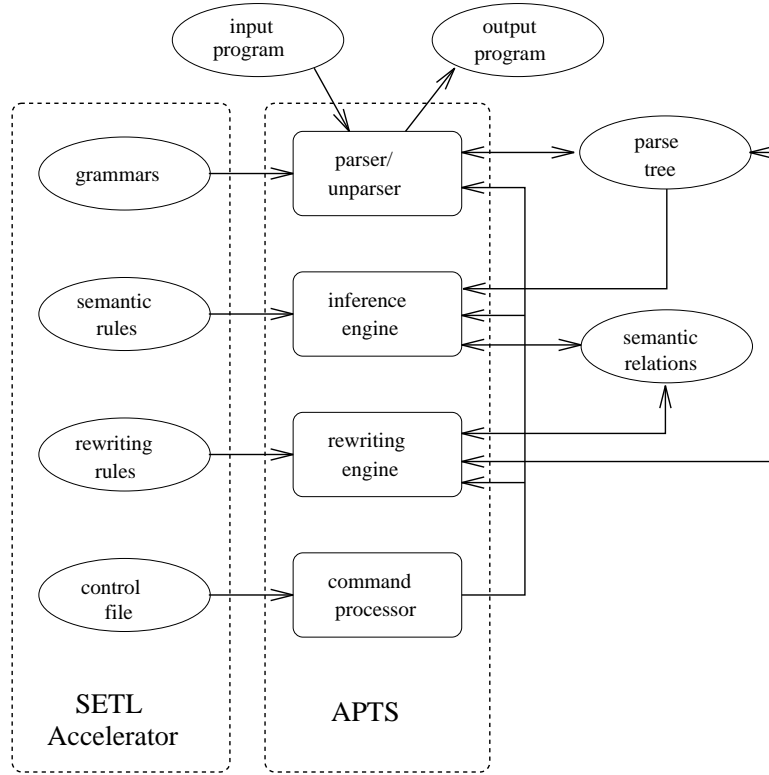 input
program
output
program
grammars
parser/
unparser
parse
tree
semantic
rules
inference
engine
semantic
relations
rewriting
rules
rewriting
engine
control
file
command
processor
SETL
Accelerator
APTS